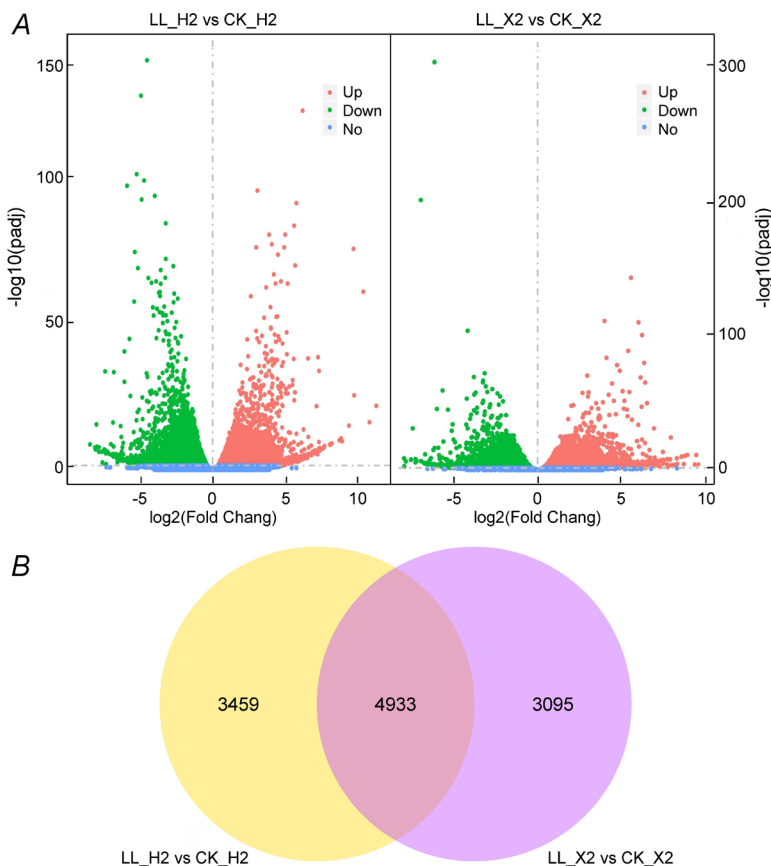 A
LL_H2 vs CK_H2
LL_X2 vs CK_X2
150
100
50
0
-log10(padj)
Up
Down
No
-5
0
5
10
log2(Fold Chang)
Up
Down
No
300
200
100
0
-log10(padj)
-5
0
5
10
log2(Fold Chang)
B
3459
4933
3095
LL_H2 vs CK_H2
LL_X2 vs CK_X2